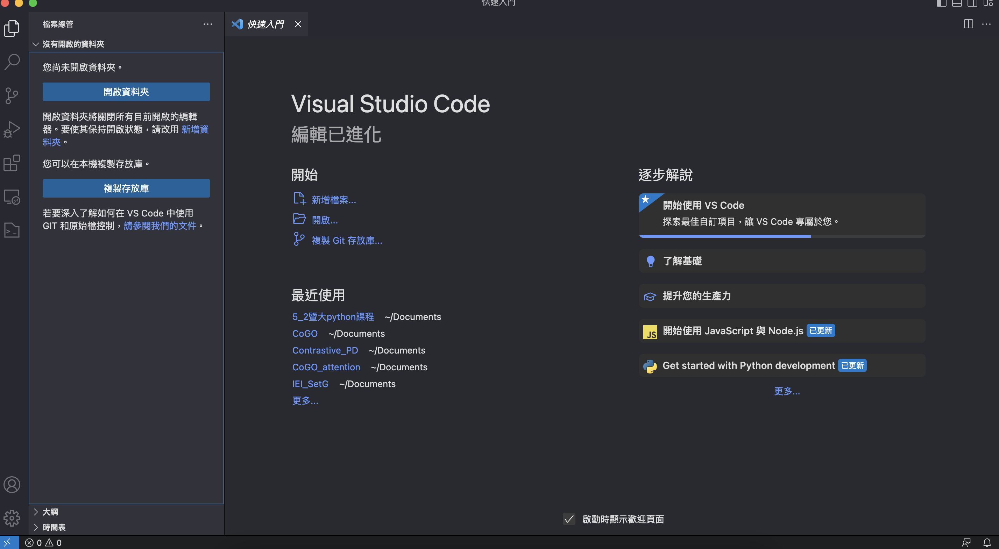 快速入門
檔案總管
快速入門
沒有開啟的資料夾
您尚未開啟資料夾。
開啟資料夾
開啟資料夾將關閉所有目前開啟的編輯
器。要使其保持開啟狀態，請改用 新增資
料夾。
您可以在本機複製存放庫。
複製存放庫
若要深入了解如何在 VS Code 中使用
GIT 和原始檔控制，請參閱我們的文件。
大綱
時間表
Visual Studio Code
編輯已進化
開始
新增檔案...
開啟...
複製 Git 存放庫...
最近使用
5_2暨大python課程 ~/Documents
CoGO ~/Documents
Contrastive_PD ~/Documents
CoGO_attention ~/Documents
IEI_SetG ~/Documents
更多...
逐步解說
開始使用 VS Code
探索最佳自訂項目，讓 VS Code 專屬於您。
了解基礎
提升您的生產力
JS 開始使用 JavaScript 與 Node.js 已更新
Get started with Python development 已更新
更多...
啟動時顯示歡迎頁面
0 0